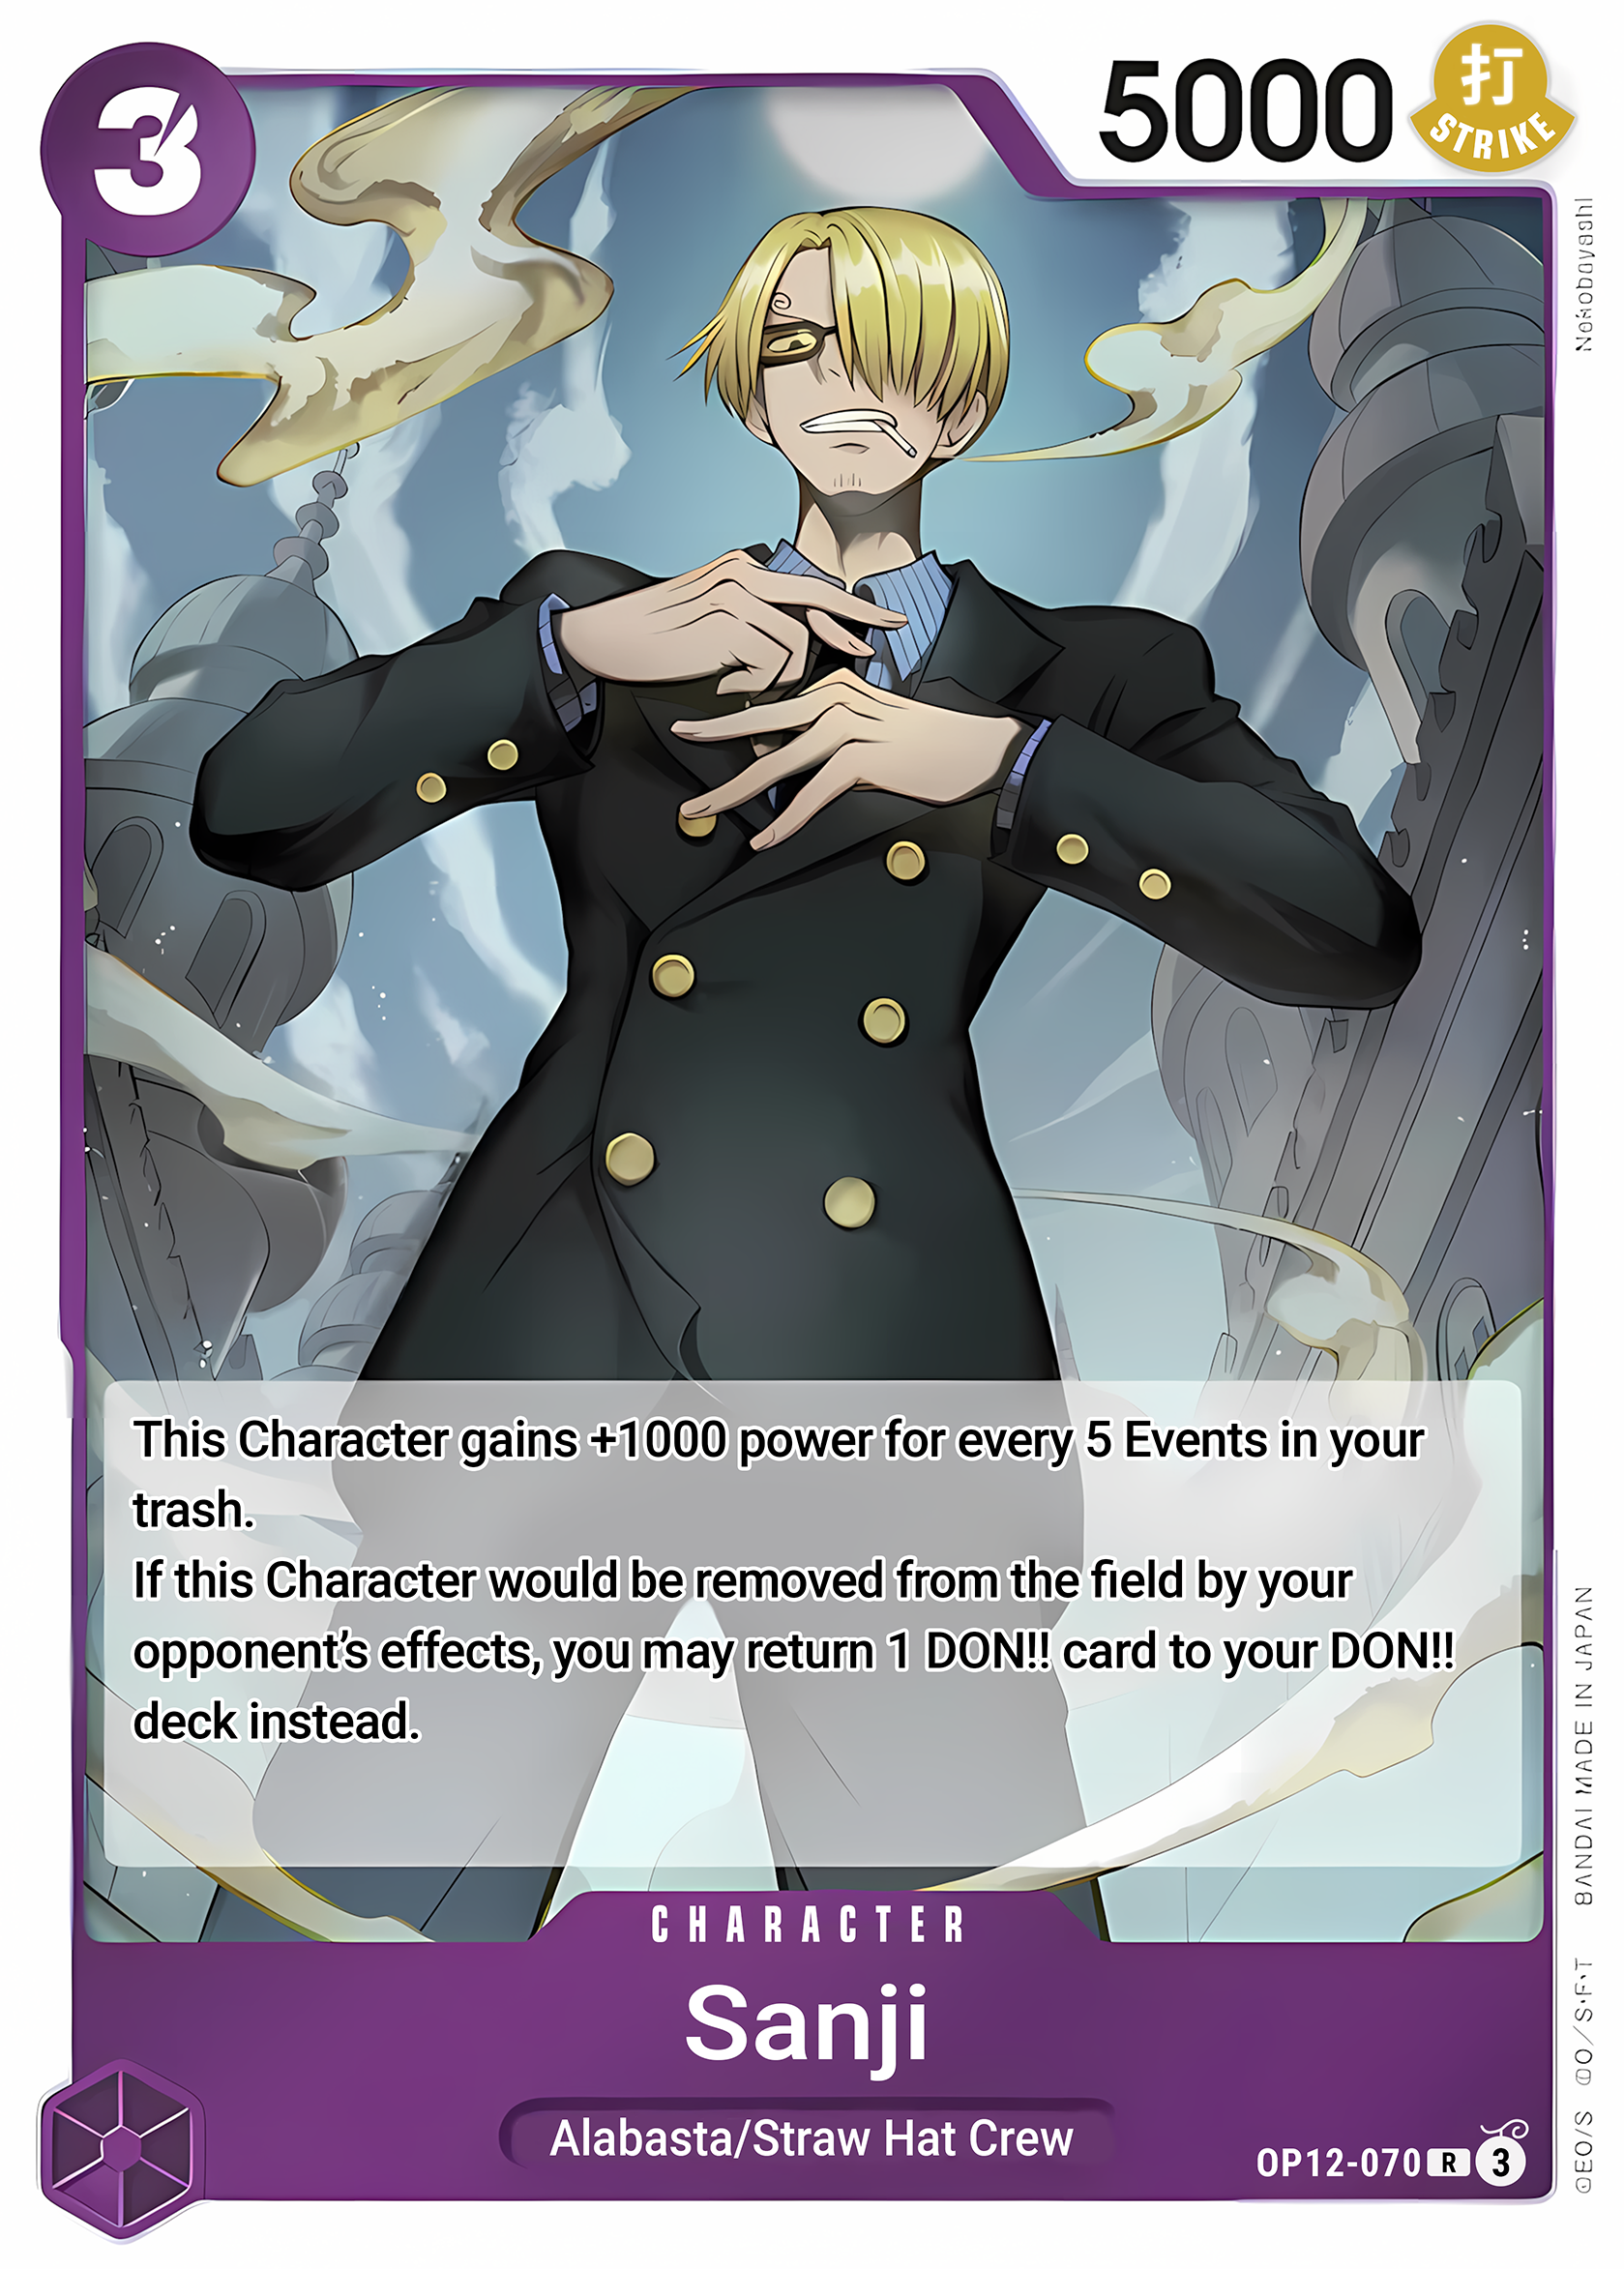 3
5000
打
STRIKE
Nakabayashi
This Character gains +1000 power for every 5 Events in your
trash.
If this Character would be removed from the field by your
opponent’s effects, you may return 1 DON!! card to your DON!!
deck instead.
CHARACTER
Sanji
Alabasta/Straw Hat Crew
OP12-070 R 3
BANDAI MADE IN JAPAN